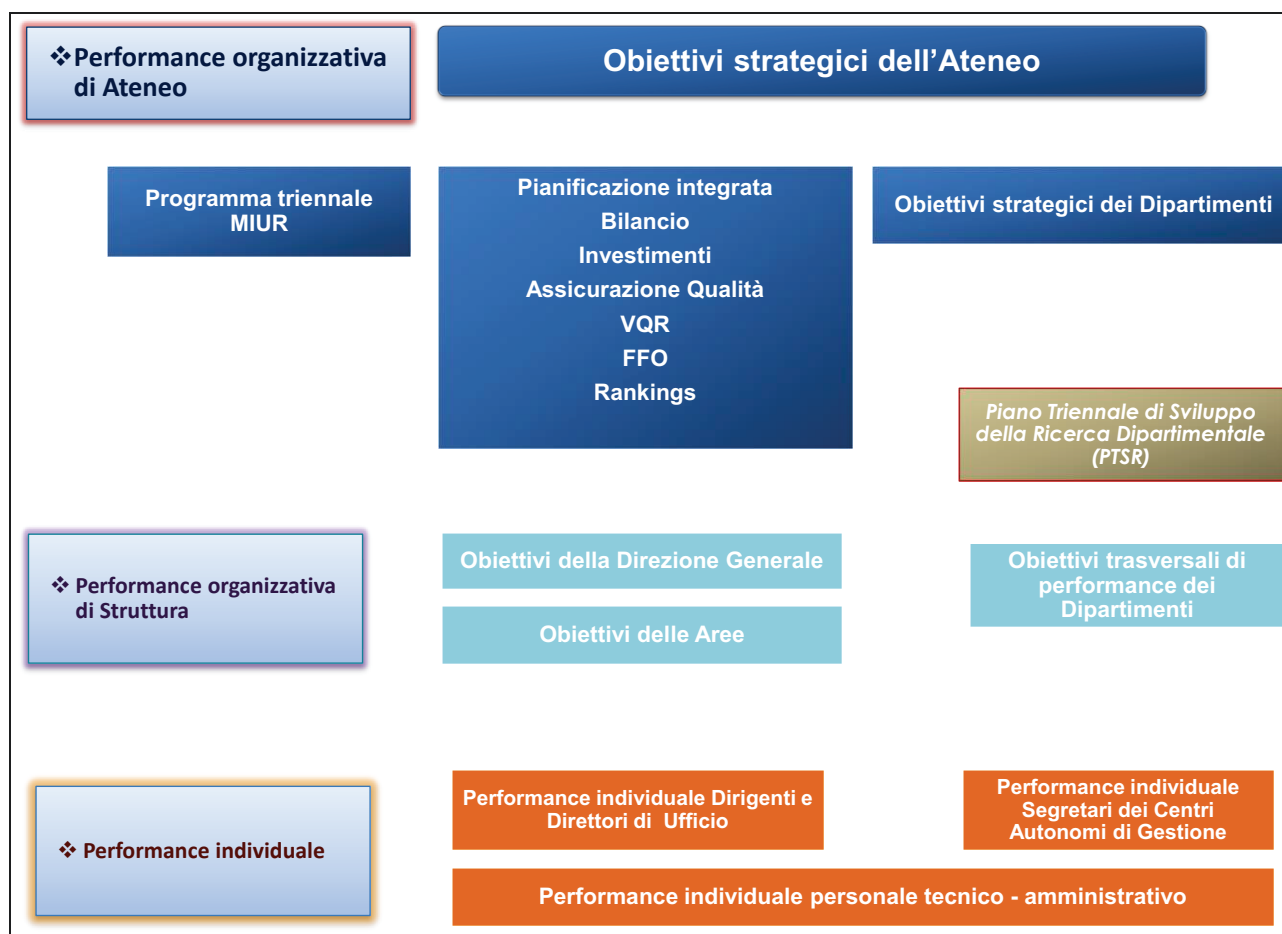 ❖Performance organizzativa
di Ateneo
Obiettivi strategici dell'Ateneo
Programma triennale
MIUR
Pianificazione integrata
Bilancio
Investimenti
Assicurazione Qualità
VQR
FFO
Rankings
Obiettivi strategici dei Dipartimenti
Piano Triennale di Sviluppo
della Ricerca Dipartimentale
(PTSR)
❖ Performance organizzativa
di Struttura
Obiettivi della Direzione Generale
Obiettivi delle Aree
Obiettivi trasversali di
performance dei
Dipartimenti
❖ Performance individuale
Performance individuale Dirigenti e
Direttori di Ufficio
Performance individuale
Segretari dei Centri
Autonomi di Gestione
Performance individuale personale tecnico - amministrativo